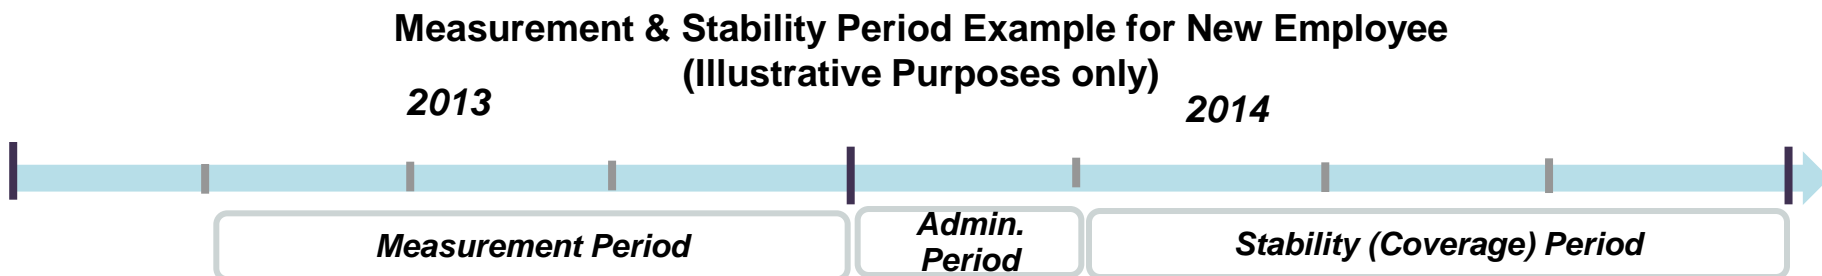 Measurement & Stability Period Example for New Employee
(Illustrative Purposes only)
2013
2014
Measurement Period
Admin.
Period
Stability (Coverage) Period